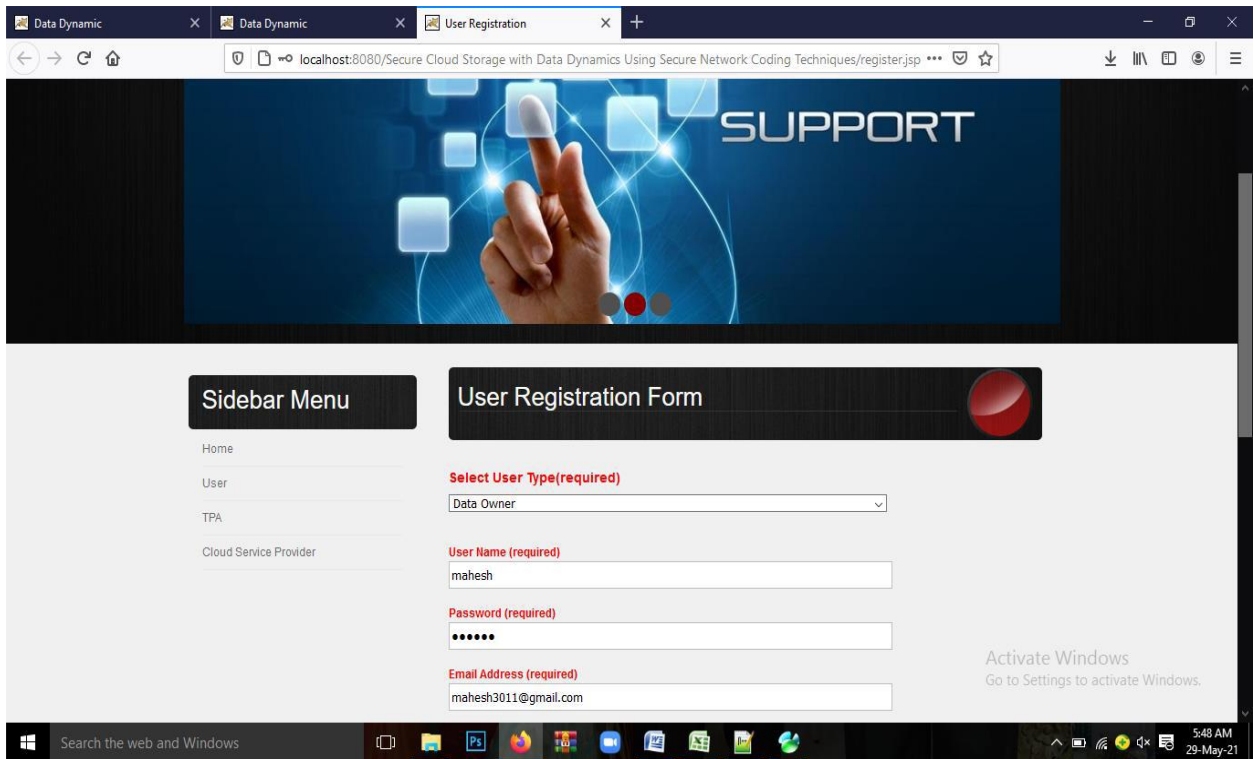 Data Dynamic
Data Dynamic
User Registration
localhost:8080/Secure Cloud Storage with Data Dynamics Using Secure Network Coding Techniques/register.jsp
SUPPORT
Sidebar Menu
Home
User
TPA
Cloud Service Provider
User Registration Form
Select User Type(required)
Data Owner
User Name (required)
mahesh
Password (required)
••••••
Email Address (required)
mahesh3011@gmail.com
Activate Windows
Go to Settings to activate Windows.
Search the web and Windows
Ps
5:48 AM
29-May-21